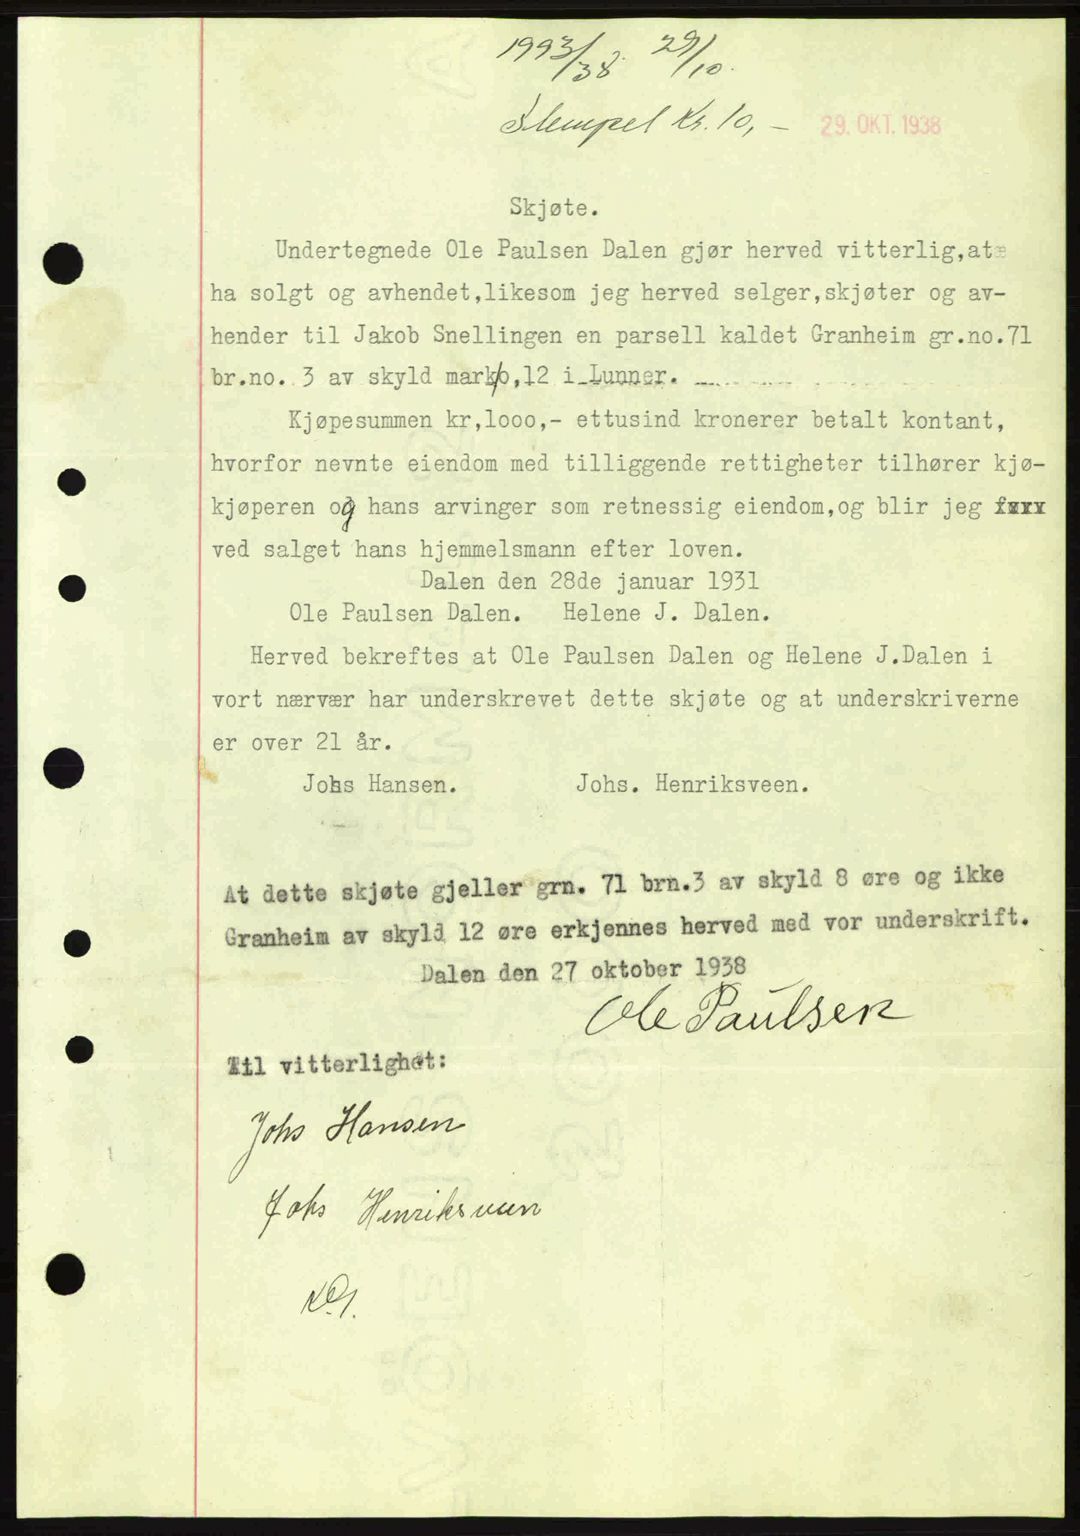 1993/38. 29/10.
Stempel Kr. 10,- 29. OKT. 1938
Skjøte.
Undertegnede Ole Paulsen Dalen gjør herved vitterlig,at
ha solgt og avhendet,likesom jeg herved selger,skjøter og av-
hender til Jakob Snellingen en parsell kaldet Granheim gr.no.71
br.no. 3 av skyld mark o,12 i Lunner.
Kjøpesummen kr,1ooo,- ettusind kronerer betalt kontant,
hvorfor nevnte eiendom med tilliggende rettigheter tilhører kjø-
kjøperen og hans arvinger som retnessig eiendom,og blir jeg
ved salget hans hjemmelsmann efter loven.
Dalen den 28de januar 1931
Ole Paulsen Dalen. Helene J. Dalen.
Herved bekreftes at Ole Paulsen Dalen og Helene J.Dalen i
vort nærvær har underskrevet dette skjøte og at underskriverne
er over 21 år.
Johs Hansen. Johs. Henriksveen.
At dette skjøte gjeller grn. 71 brn.3 av skyld 8 øre og ikke
Granheim av skyld 12 øre erkjennes herved med vor underskrift.
Dalen den 27 oktober 1938
Ole Paulsen
Til vitterlighet:
Johs Hansen
Johs Henriksveen